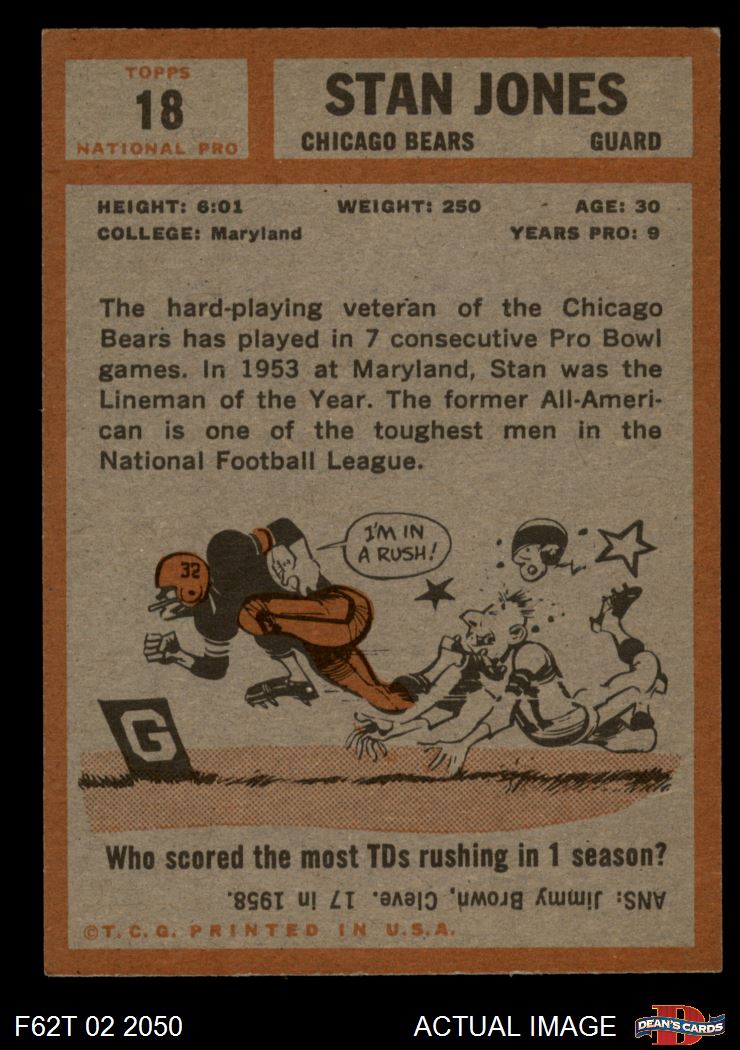 TOPPS
18
NATIONAL PRO
STAN JONES
CHICAGO BEARS GUARD
HEIGHT: 6:01 WEIGHT: 250 AGE: 30
COLLEGE: Maryland YEARS PRO: 9
The hard-playing veteran of the Chicago
Bears has played in 7 consecutive Pro Bowl
games. In 1953 at Maryland, Stan was the
Lineman of the Year. The former All-Ameri-
can is one of the toughest men in the
National Football League.
I'M IN
A RUSH!
32
G
Who scored the most TDs rushing in 1 season?
ANS: Jimmy Brown, Cleve. 17 in 1958.
©T.C.G. PRINTED IN U.S.A.
F62T 02 2050 ACTUAL IMAGE DEAN'S CARDS